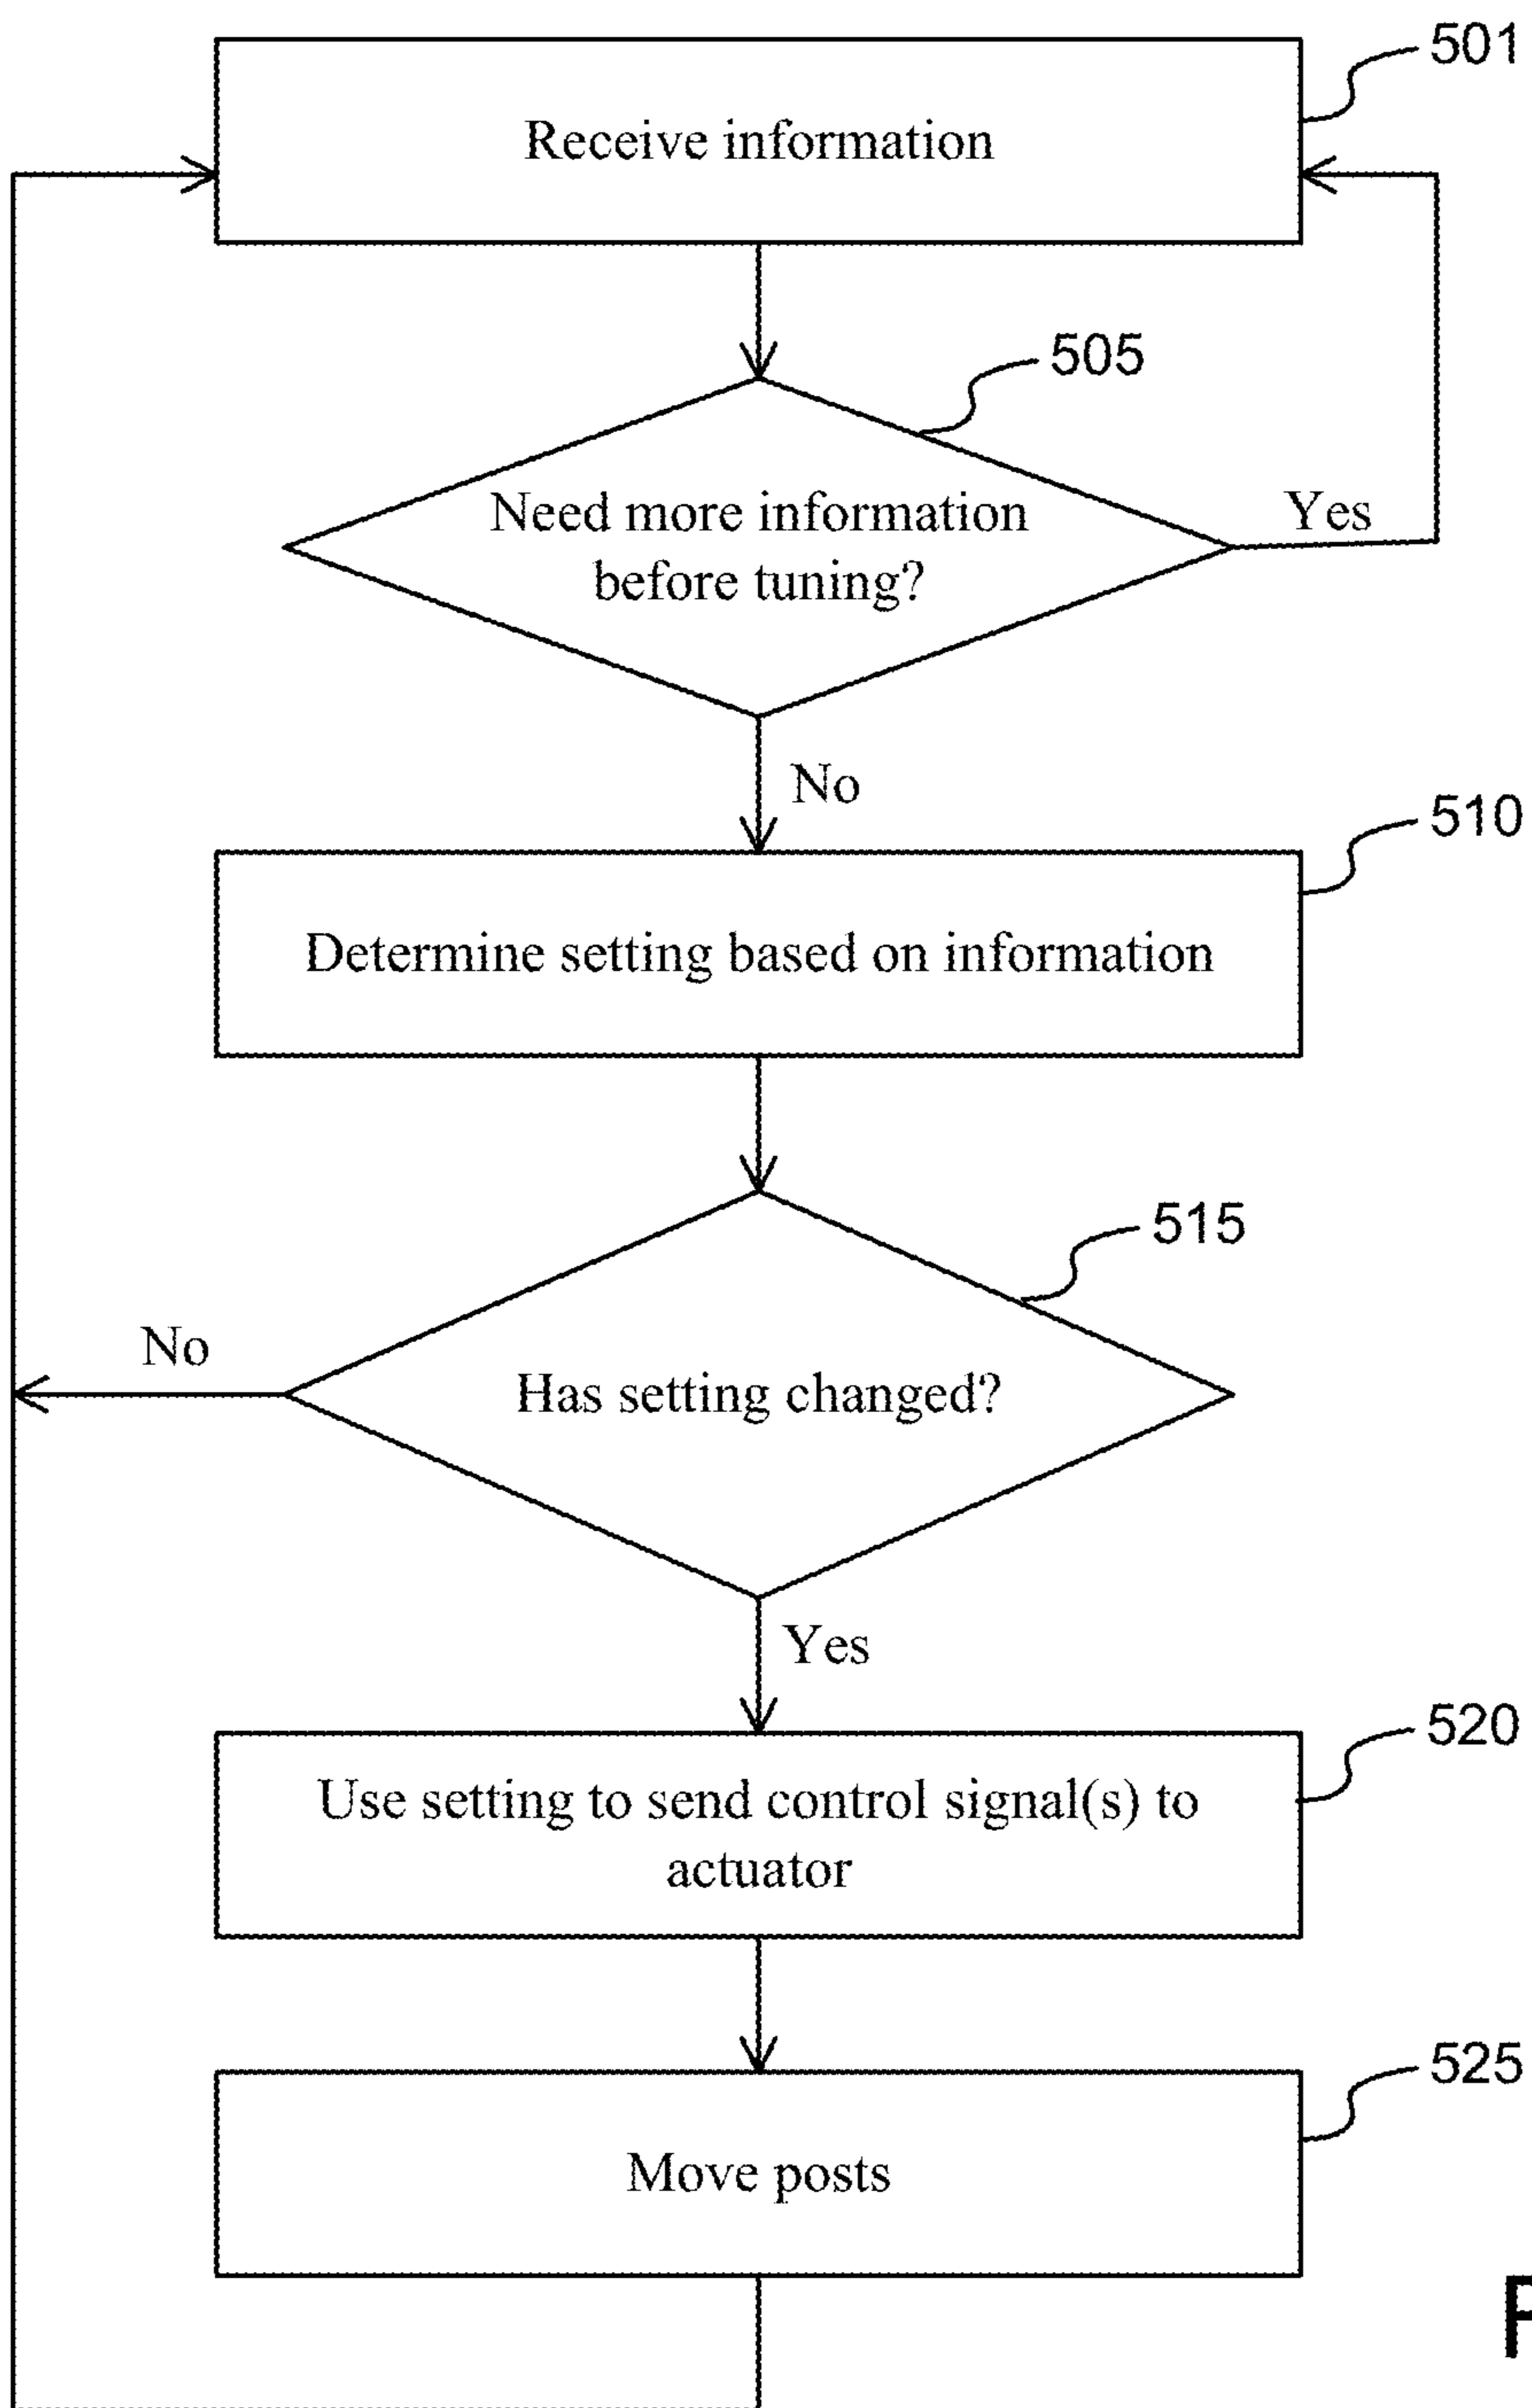 501
Receive information
505
Need more information
before tuning?
Yes
No
510
Determine setting based on information
515
Has setting changed?
No
Yes
520
Use setting to send control signal(s) to
actuator
525
Move posts